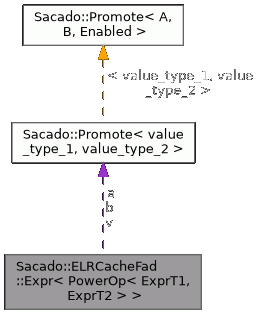 Sacado::Promote< A,
B, Enabled >
< value_type_1, value
_type_2 >
Sacado::Promote< value
_type_1, value_type_2 >
a
b
v
Sacado::ELRCacheFad
::Expr< PowerOp< ExprT1,
ExprT2 > >